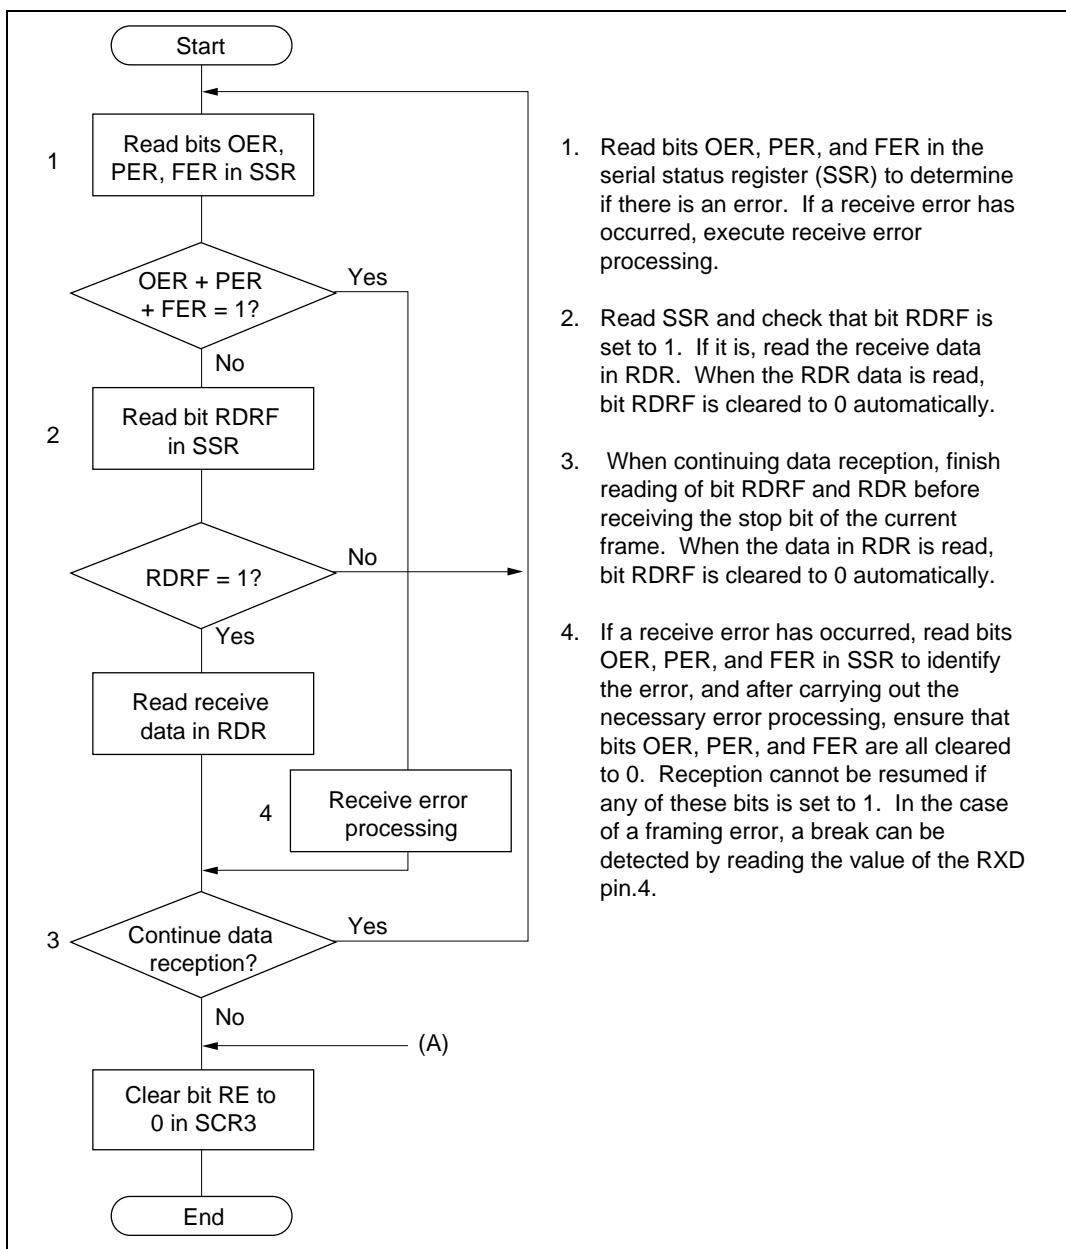 Start
1
Read bits OER,
PER, FER in SSR
OER + PER
+ FER = 1?
Yes
No
2
Read bit RDRF
in SSR
RDRF = 1?
No
Yes
Read receive
data in RDR
4
Receive error
processing
3
Continue data
reception?
Yes
No
(A)
Clear bit RE to
0 in SCR3
End
1. Read bits OER, PER, and FER in the
serial status register (SSR) to determine
if there is an error. If a receive error has
occurred, execute receive error
processing.
2. Read SSR and check that bit RDRF is
set to 1. If it is, read the receive data
in RDR. When the RDR data is read,
bit RDRF is cleared to 0 automatically.
3. When continuing data reception, finish
reading of bit RDRF and RDR before
receiving the stop bit of the current
frame. When the data in RDR is read,
bit RDRF is cleared to 0 automatically.
4. If a receive error has occurred, read bits
OER, PER, and FER in SSR to identify
the error, and after carrying out the
necessary error processing, ensure that
bits OER, PER, and FER are all cleared
to 0. Reception cannot be resumed if
any of these bits is set to 1. In the case
of a framing error, a break can be
detected by reading the value of the RXD
pin.4.